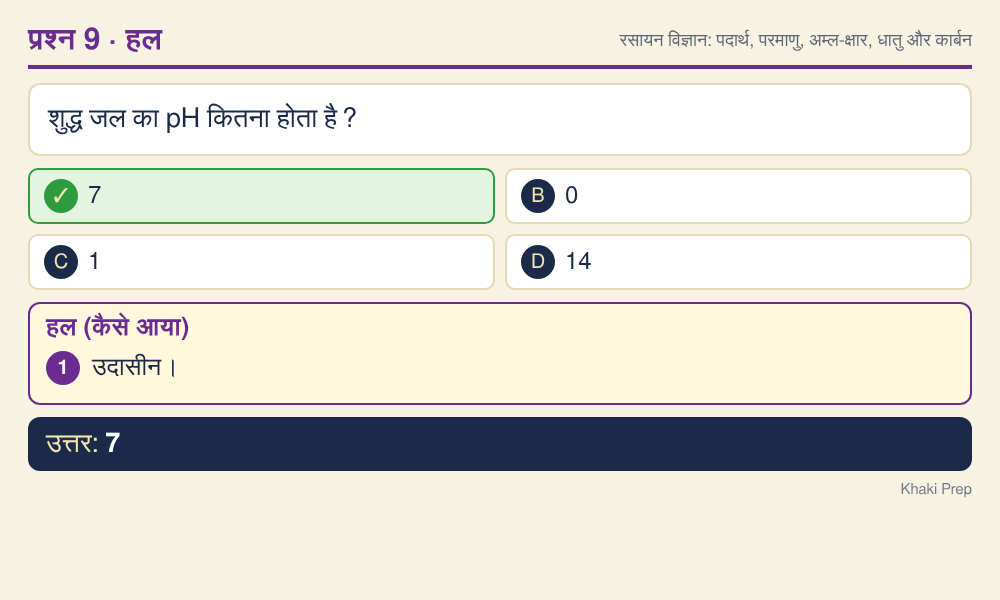 प्रश्न 9 · हल
रसायन विज्ञान: पदार्थ, परमाणु, अम्ल-क्षार, धातु और कार्बन
शुद्ध जल का pH कितना होता है ?
✓ 7
B 0
C 1
D 14
हल (कैसे आया)
1 उदासीन।
उत्तर: 7
Khaki Prep